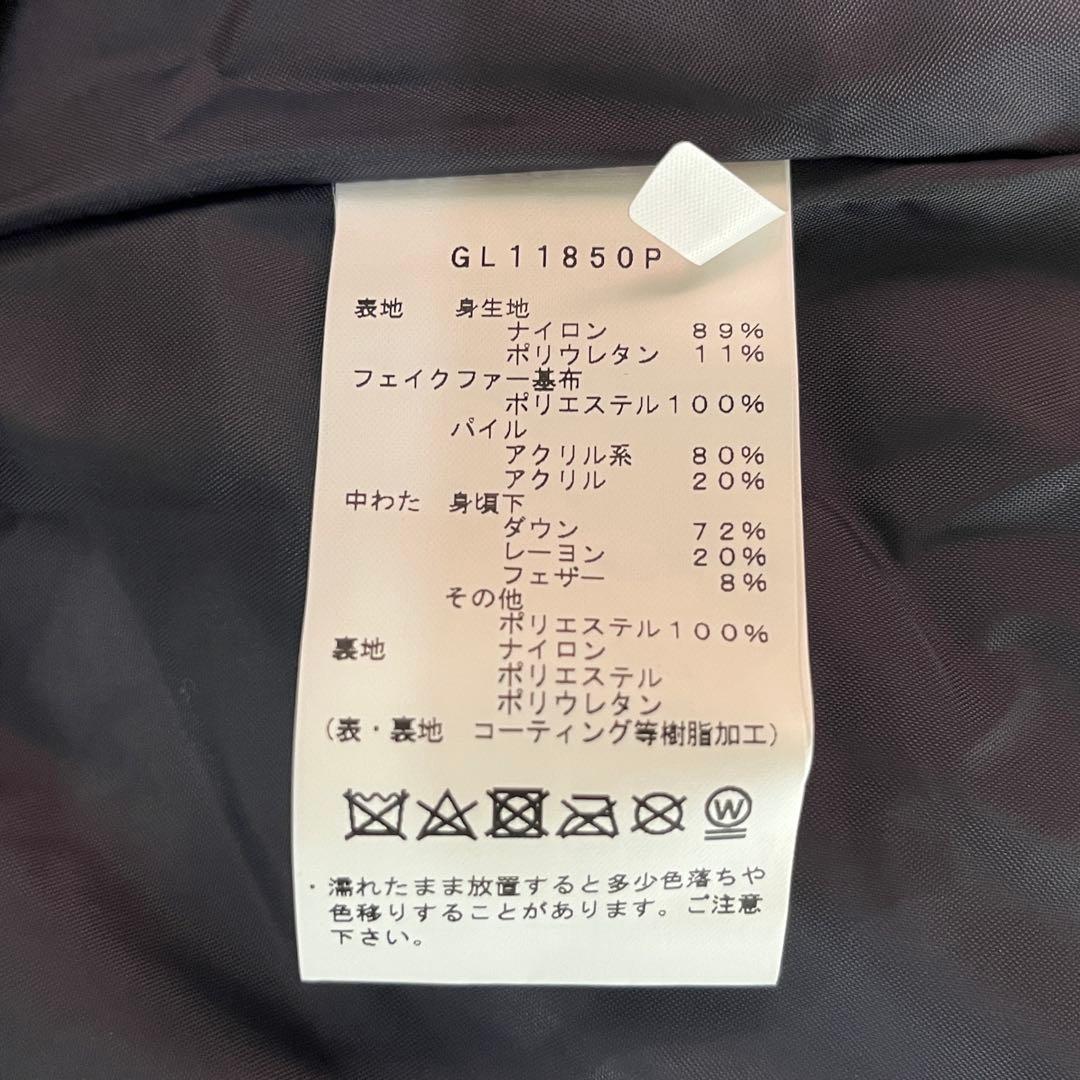 GL11850P
表地 身生地
ナイロン 89%
ポリウレタン 11%
フェイクファー基布
ポリエステル100%
パイル
アクリル系 80%
アクリル 20%
中わた 身頃下
ダウン 72%
レーヨン 20%
フェザー 8%
その他
ポリエステル100%
裏地 ナイロン
ポリエステル
ポリウレタン
(表・裏地 コーティング等樹脂加工)
W
・濡れたまま放置すると多少色落ちや
色移りすることがあります。ご注意
下さい。